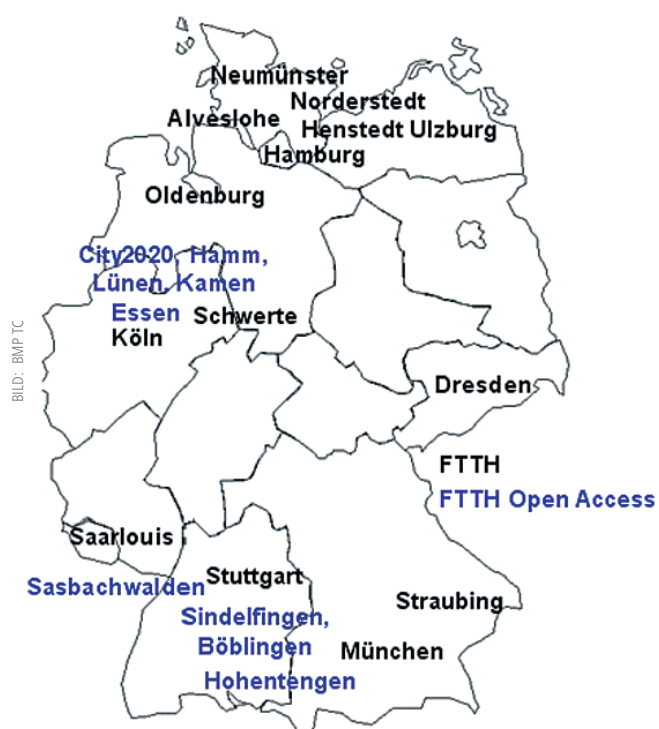 Neumünster
Norderstedt
Alveslohe
Henstedt Ulzburg
Hamburg
Oldenburg
City2020, Hamm,
Lünen, Kamen
Essen
Schwerte
Köln
BILD: BMP TC
Dresden
FTTH
FTTH Open Access
Saarlouis
Stuttgart
Sasbachwalden
Straubing
Sindelfingen,
Böblingen
München
Hohentengen